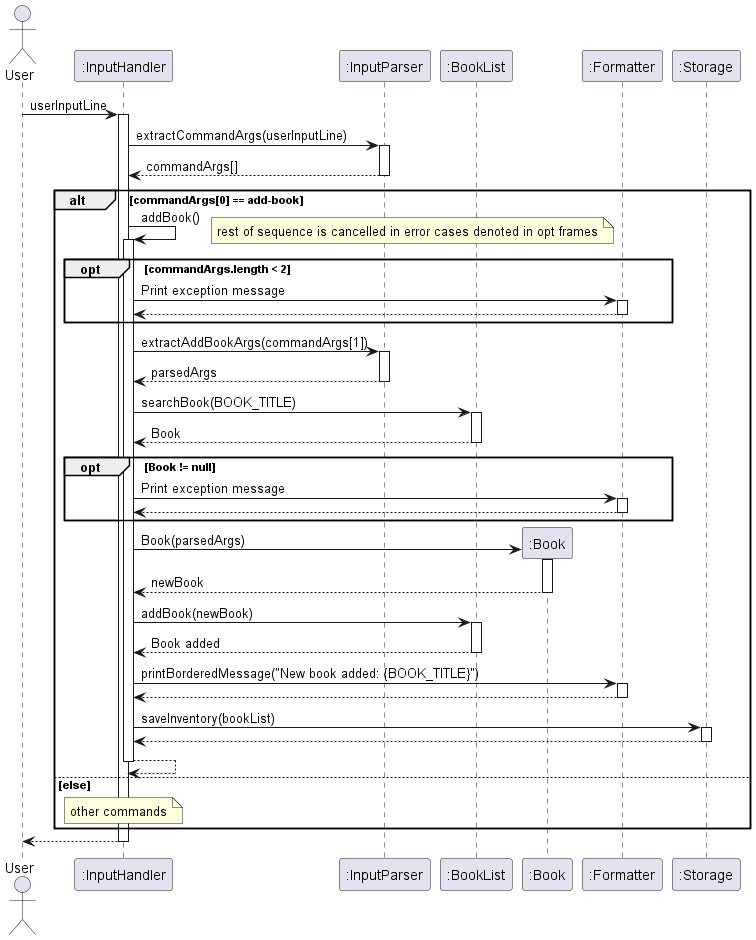 User
:InputHandler
:InputParser
:BookList
:Formatter
:Storage
userInputLine
extractCommandArgs(userInputLine)
commandArgs[]
alt
[commandArgs[0] == add-book]
addBook()
rest of sequence is cancelled in error cases denoted in opt frames
opt
[commandArgs.length < 2]
Print exception message
extractAddBookArgs(commandArgs[1])
parsedArgs
searchBook(BOOK_TITLE)
Book
opt
[Book != null]
Print exception message
Book(parsedArgs)
:Book
newBook
addBook(newBook)
Book added
printBorderedMessage("New book added: {BOOK_TITLE}")
saveInventory(bookList)
[else]
other commands
User
:InputHandler
:InputParser
:BookList
:Book
:Formatter
:Storage